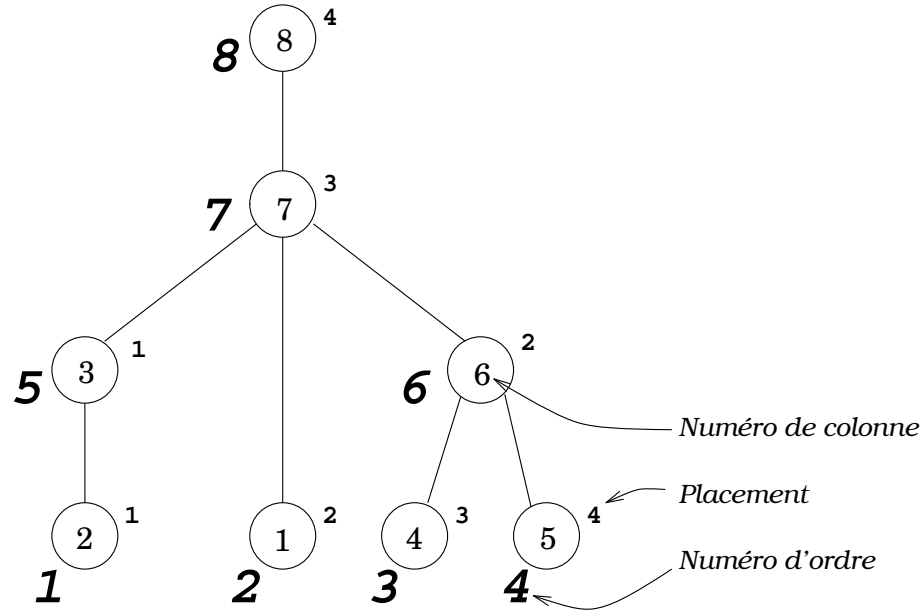 4
8 8
3
7 7
1 2
5 3 6 6
Numéro de colonne
1 2 3 4
Placement
2 1 4 5
Numéro d'ordre
1 2 3 4